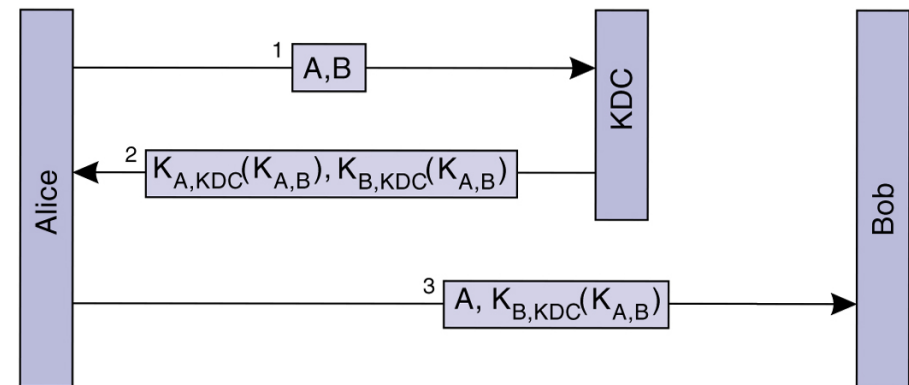 1
A,B
KDC
2
K_A,KDC(K_A,B), K_B,KDC(K_A,B)
Alice
Bob
3
A, K_B,KDC(K_A,B)